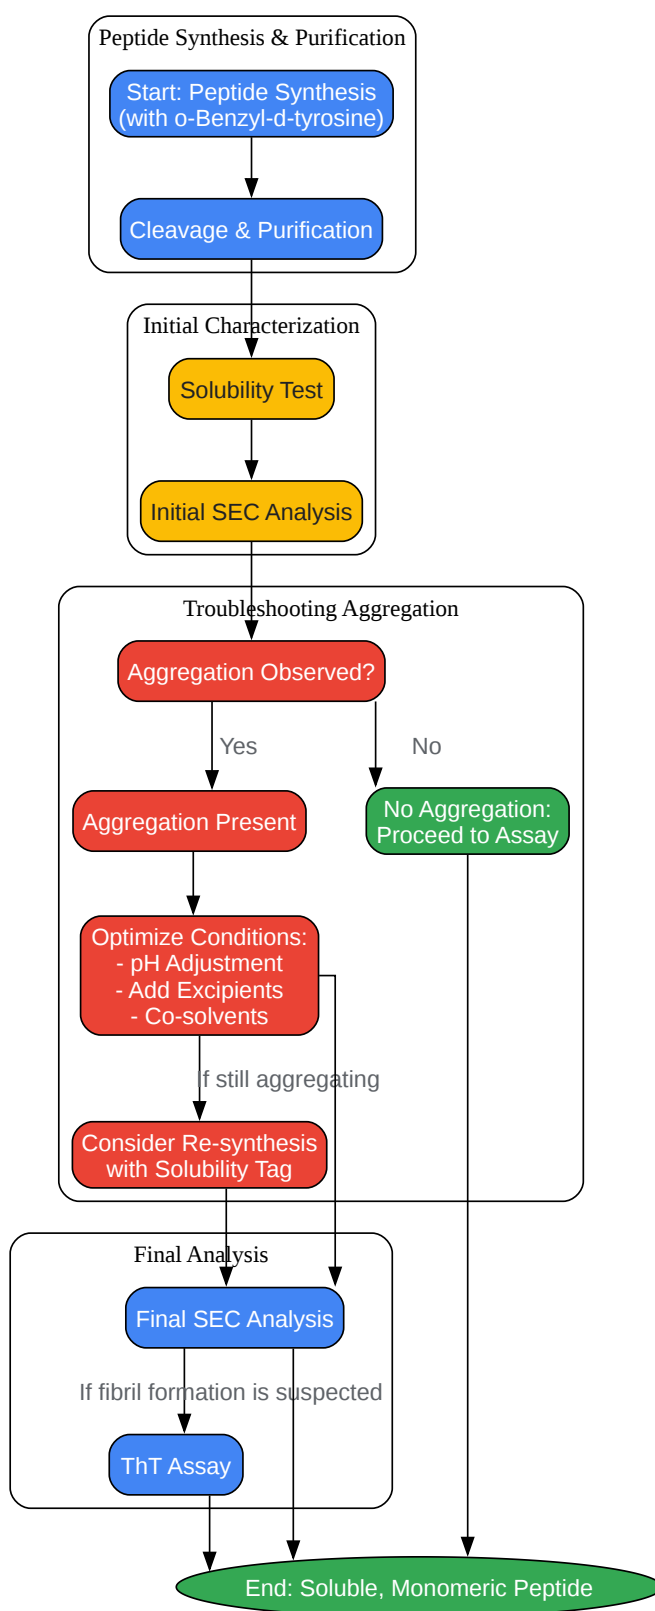 Peptide Synthesis & Purification
Start: Peptide Synthesis
(with o-Benzyl-d-tyrosine)
Cleavage & Purification
Initial Characterization
Solubility Test
Initial SEC Analysis
Troubleshooting Aggregation
Aggregation Observed?
Yes
No
Aggregation Present
No Aggregation:
Proceed to Assay
Optimize Conditions:
- pH Adjustment
- Add Excipients
- Co-solvents
If still aggregating
Consider Re-synthesis
with Solubility Tag
Final Analysis
Final SEC Analysis
If fibril formation is suspected
ThT Assay
End: Soluble, Monomeric Peptide